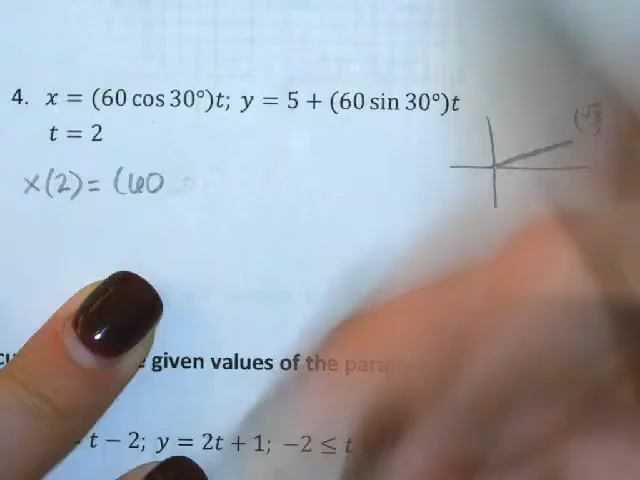 4. x = (60 cos 30°)t; y = 5 + (60 sin 30°)t
t = 2
x(2) = (60
given values of the param
t − 2; y = 2t + 1; −2 ≤ t